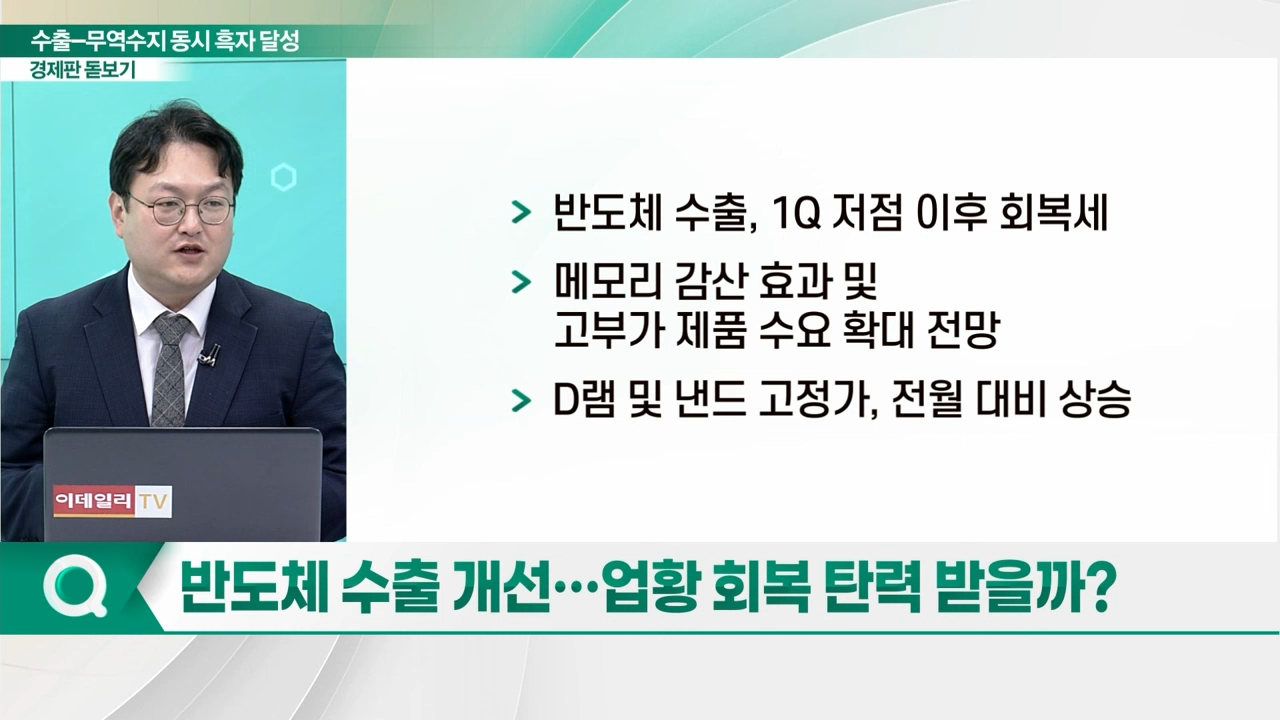 수출-무역수지 동시 흑자 달성
경제판 돋보기
> 반도체 수출, 1Q 저점 이후 회복세
> 메모리 감산 효과 및
고부가 제품 수요 확대 전망
> D램 및 낸드 고정가, 전월 대비 상승
이데일리 TV
Q 반도체 수출 개선…업황 회복 탄력 받을까?